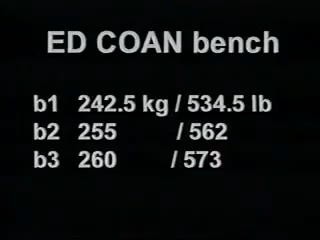 ED COAN bench
b1 242.5 kg / 534.5 lb
b2 255 / 562
b3 260 / 573